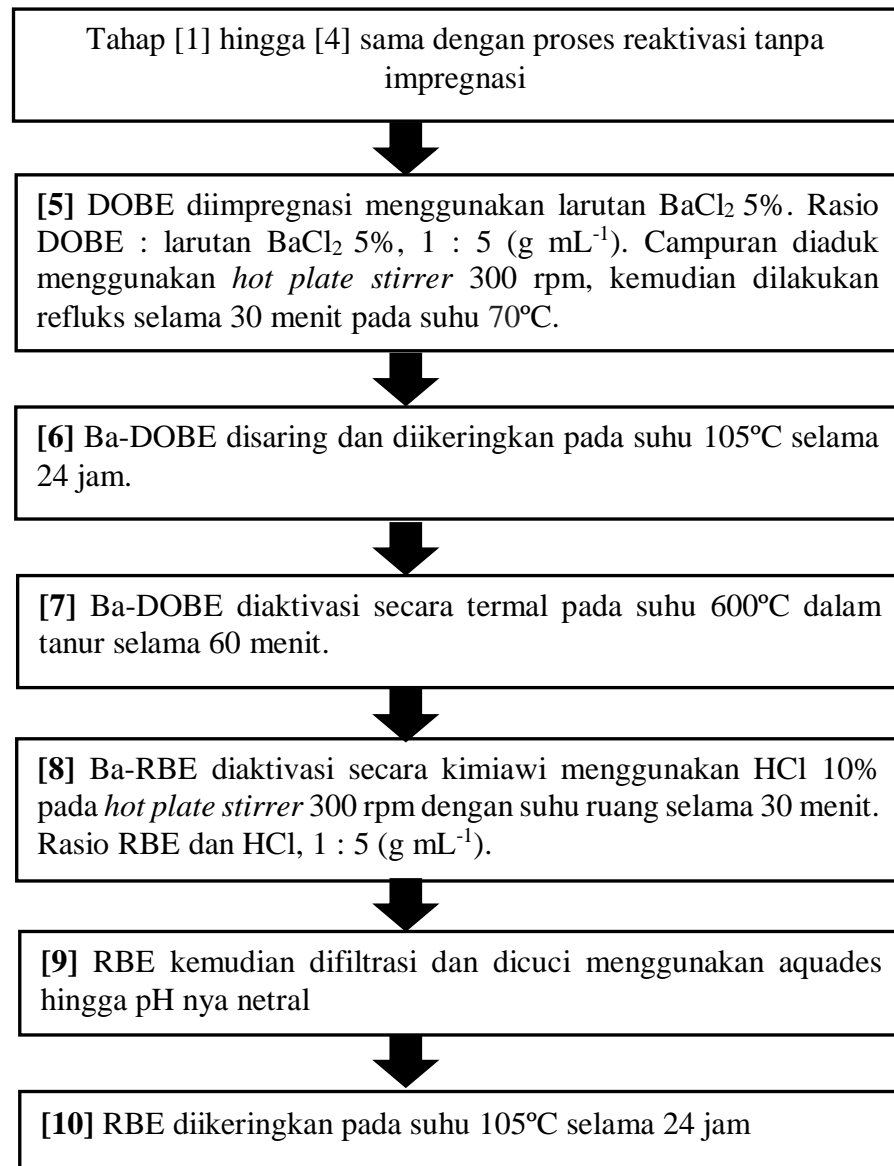 Tahap [1] hingga [4] sama dengan proses reaktivasi tanpa
impregnasi
[5] DOBE diimpregnasi menggunakan larutan BaCl₂ 5%. Rasio
DOBE : larutan BaCl₂ 5%, 1 : 5 (g mL⁻¹). Campuran diaduk
menggunakan hot plate stirrer 300 rpm, kemudian dilakukan
refluks selama 30 menit pada suhu 70ºC.
[6] Ba-DOBE disaring dan diikeringkan pada suhu 105ºC selama
24 jam.
[7] Ba-DOBE diaktivasi secara termal pada suhu 600ºC dalam
tanur selama 60 menit.
[8] Ba-RBE diaktivasi secara kimiawi menggunakan HCl 10%
pada hot plate stirrer 300 rpm dengan suhu ruang selama 30 menit.
Rasio RBE dan HCl, 1 : 5 (g mL⁻¹).
[9] RBE kemudian difiltrasi dan dicuci menggunakan aquades
hingga pH nya netral
[10] RBE diikeringkan pada suhu 105ºC selama 24 jam